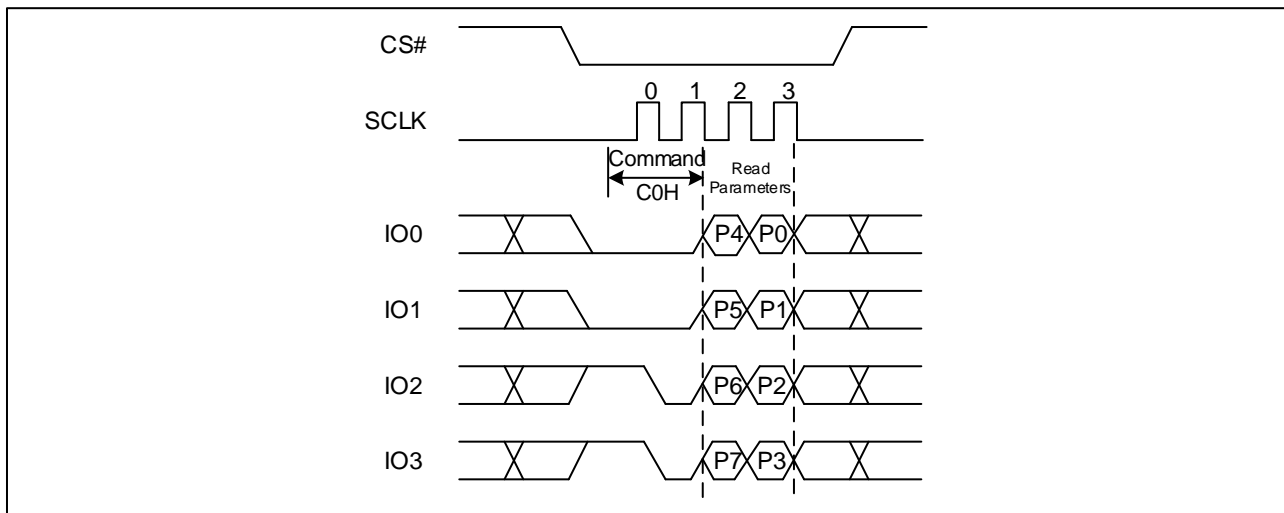 CS#
0 1 2 3
SCLK
Command
C0H
Read
Parameters
IO0 P4 P0
IO1 P5 P1
IO2 P6 P2
IO3 P7 P3